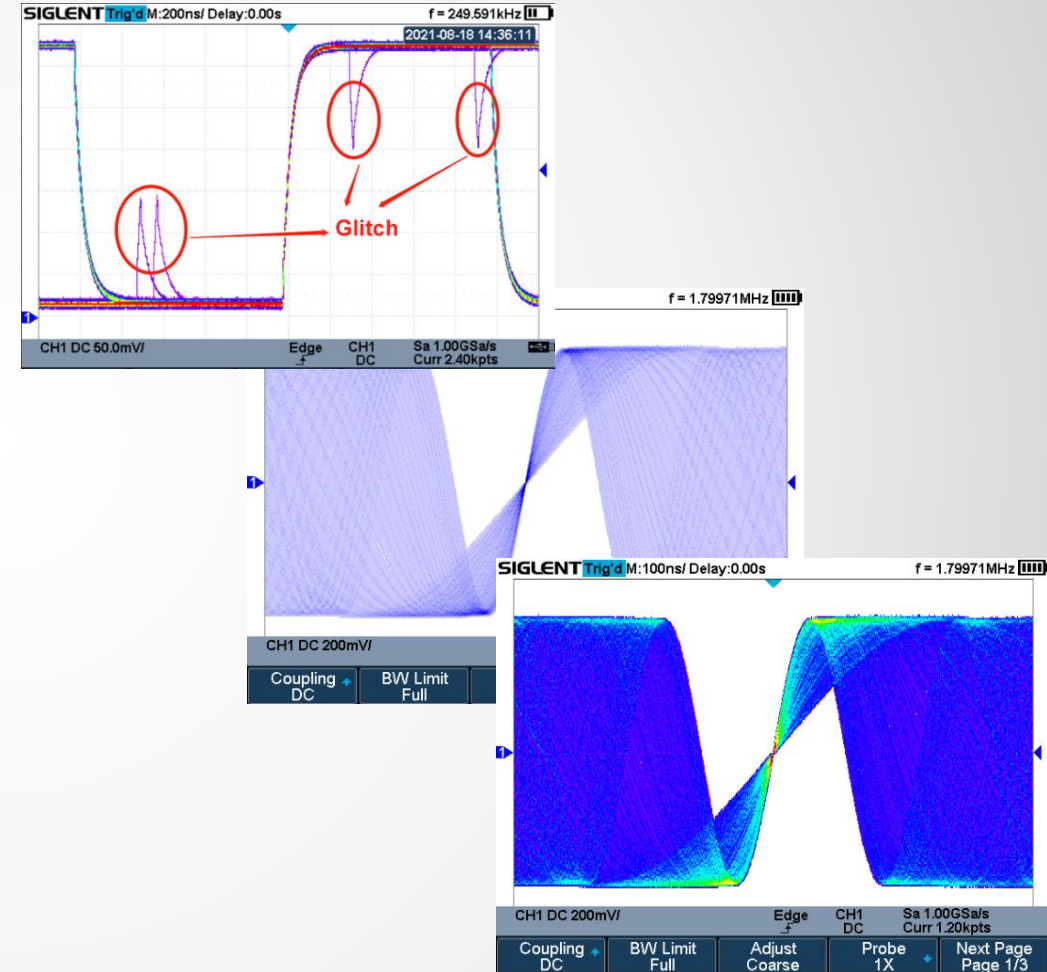 SIGLENT Trig'd M:200ns/ Delay:0.00s f = 249.591kHz
2021-08-18 14:36:11
Glitch
1
CH1 DC 50.0mV/ Edge CH1 DC Sa 1.00GSa/s Curr 2.40kpts
f = 1.79971MHz
1
CH1 DC 200mV/
Coupling DC BW Limit Full
SIGLENT Trig'd M:100ns/ Delay:0.00s f = 1.79971MHz
1
CH1 DC 200mV/ Edge CH1 DC Sa 1.00GSa/s Curr 1.20kpts
Coupling DC BW Limit Full Adjust Coarse Probe 1X Next Page Page 1/3